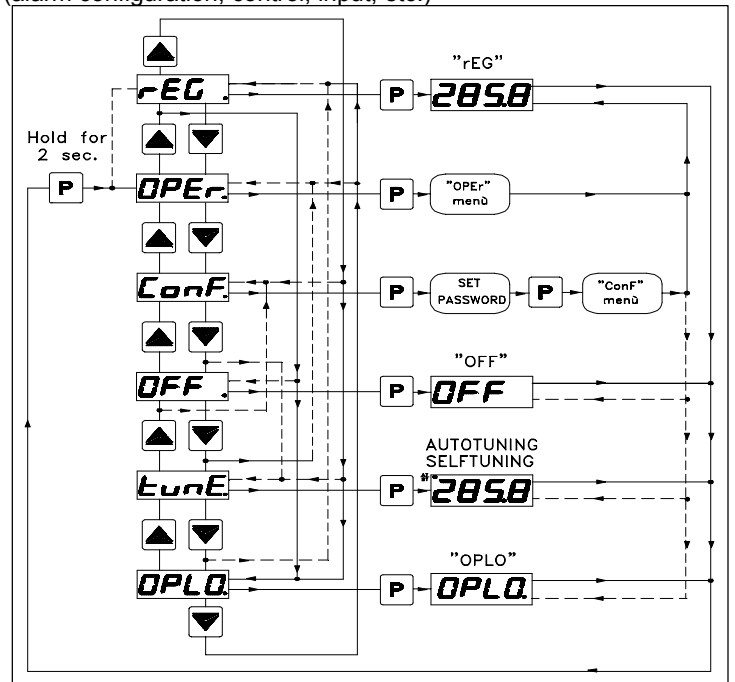 (alarm configuration, control, input, etc.)
"rEG"
rEG .
P
285.8
Hold for
2 sec.
P
OPEr.
P
"OPEr"
menù
ConF.
P
SET
PASSWORD
P
"ConF"
menù
"OFF"
OFF .
P
OFF
AUTOTUNING
SELFTUNING
tunE.
P
285.8
"OPLO"
OPLO.
P
OPLO.